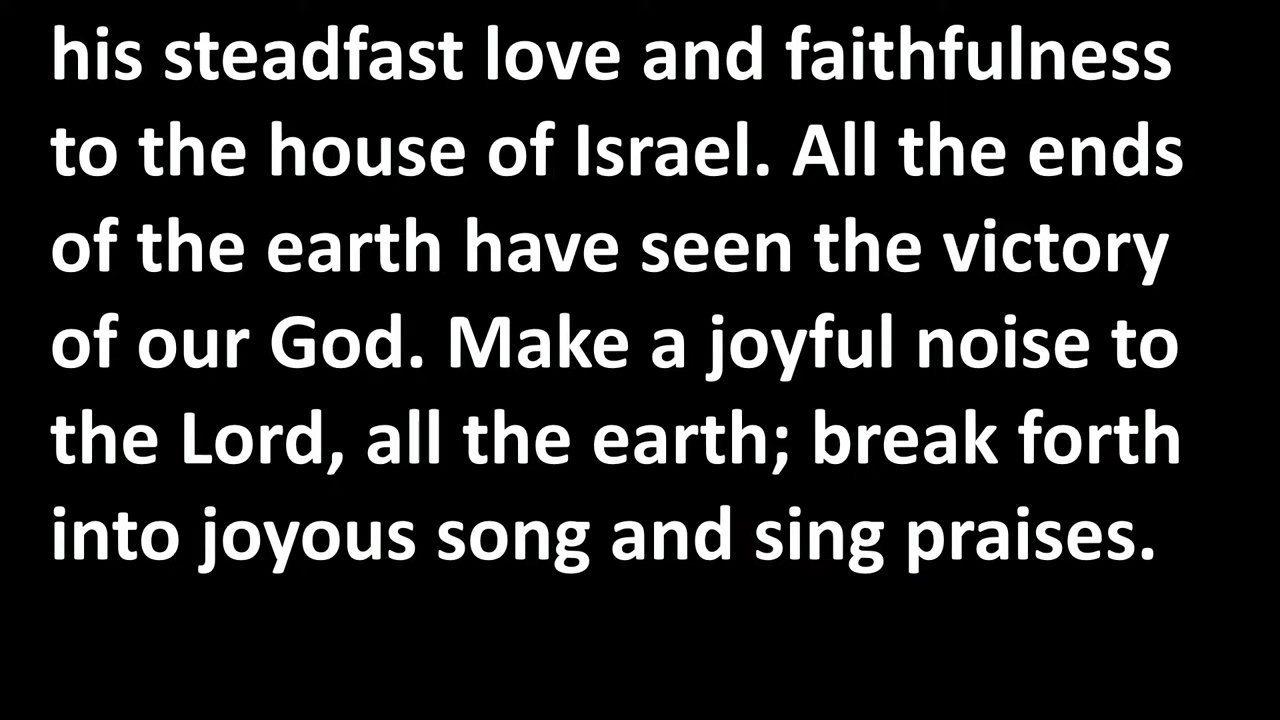 his steadfast love and faithfulness
to the house of Israel. All the ends
of the earth have seen the victory
of our God. Make a joyful noise to
the Lord, all the earth; break forth
into joyous song and sing praises.